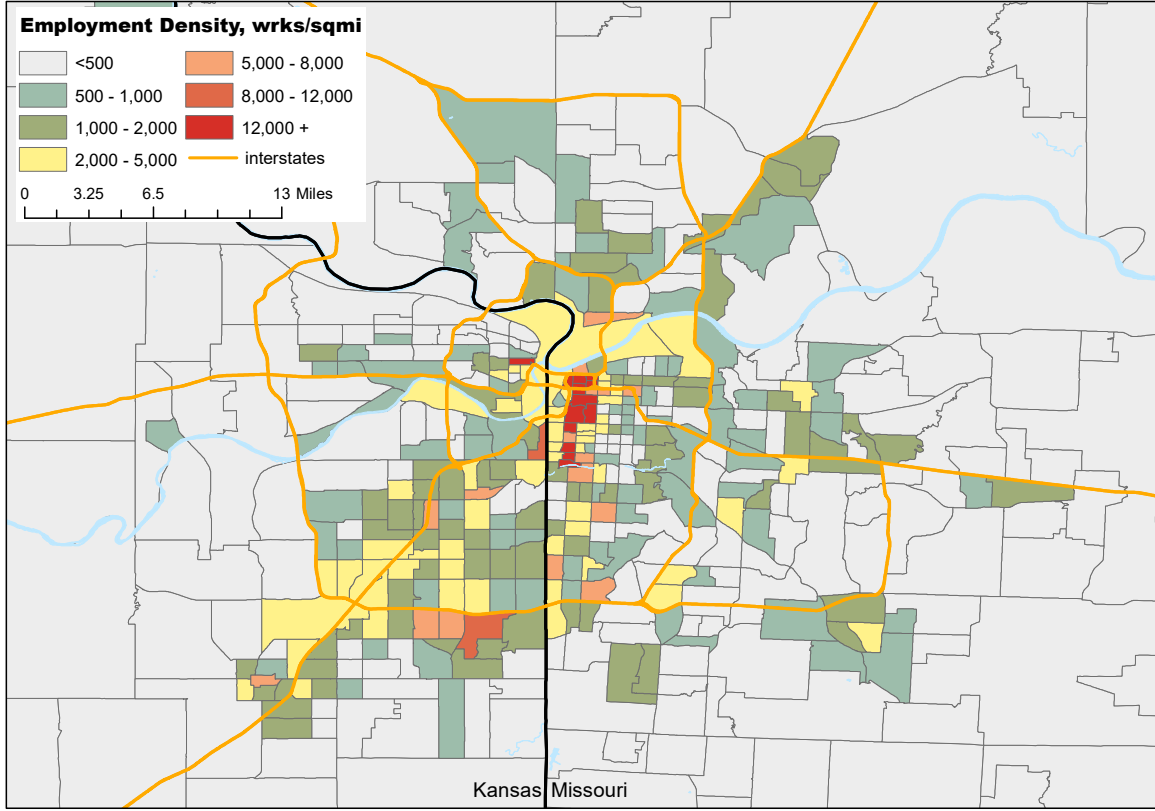 Employment Density, wrks/sqmi
<500
5,000 - 8,000
500 - 1,000
8,000 - 12,000
1,000 - 2,000
12,000 +
2,000 - 5,000
interstates
0 3.25 6.5 13 Miles
Kansas Missouri